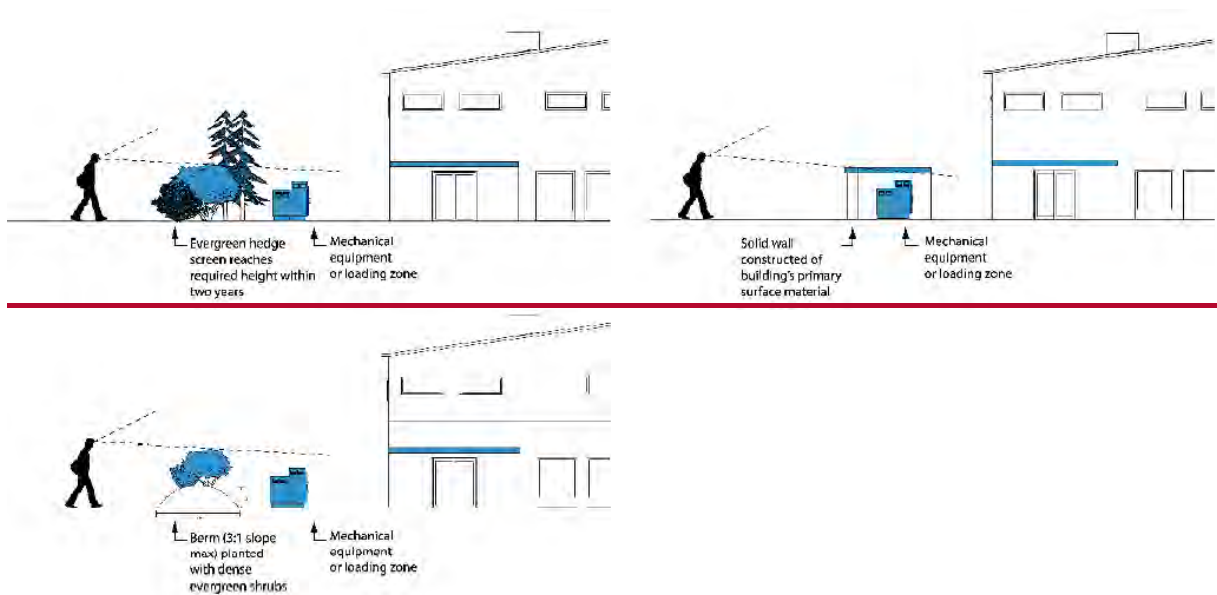 Evergreen hedge
screen reaches
required height within
two years
Mechanical
equipment
or loading zone
Solid wall
constructed of
building's primary
surface material
Mechanical
equipment
or loading zone
Berm (3:1 slope
max) planted
with dense
evergreen shrubs
Mechanical
equipment
or loading zone